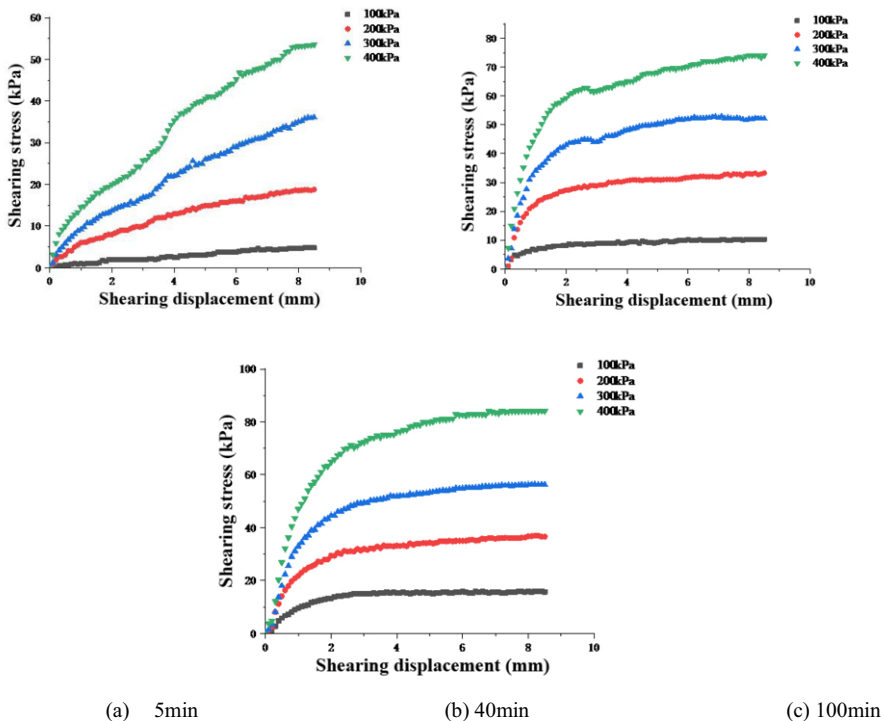 100kPa
200kPa
300kPa
400kPa
60
50
40
30
20
10
0
0 2 4 6 8 10
Shearing stress (kPa)
Shearing displacement (mm)
100kPa
200kPa
300kPa
400kPa
80
70
60
50
40
30
20
10
0
0 2 4 6 8 10
Shearing stress (kPa)
Shearing displacement (mm)
100kPa
200kPa
300kPa
400kPa
100
80
60
40
20
0
0 2 4 6 8 10
Shearing stress (kPa)
Shearing displacement (mm)
(a) 5min (b) 40min (c) 100min